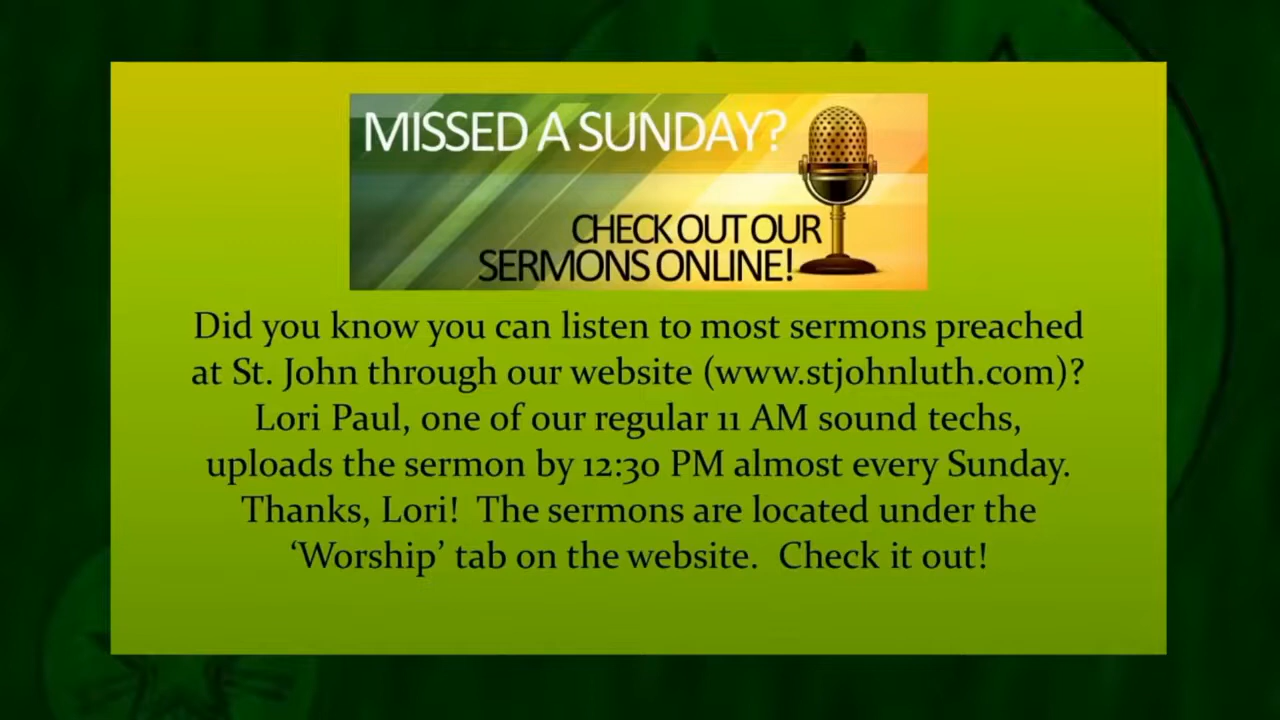 MISSED A SUNDAY?
CHECK OUT OUR
SERMONS ONLINE!
Did you know you can listen to most sermons preached
at St. John through our website (www.stjohnluth.com)?
Lori Paul, one of our regular 11 AM sound techs,
uploads the sermon by 12:30 PM almost every Sunday.
Thanks, Lori!  The sermons are located under the
‘Worship’ tab on the website.  Check it out!